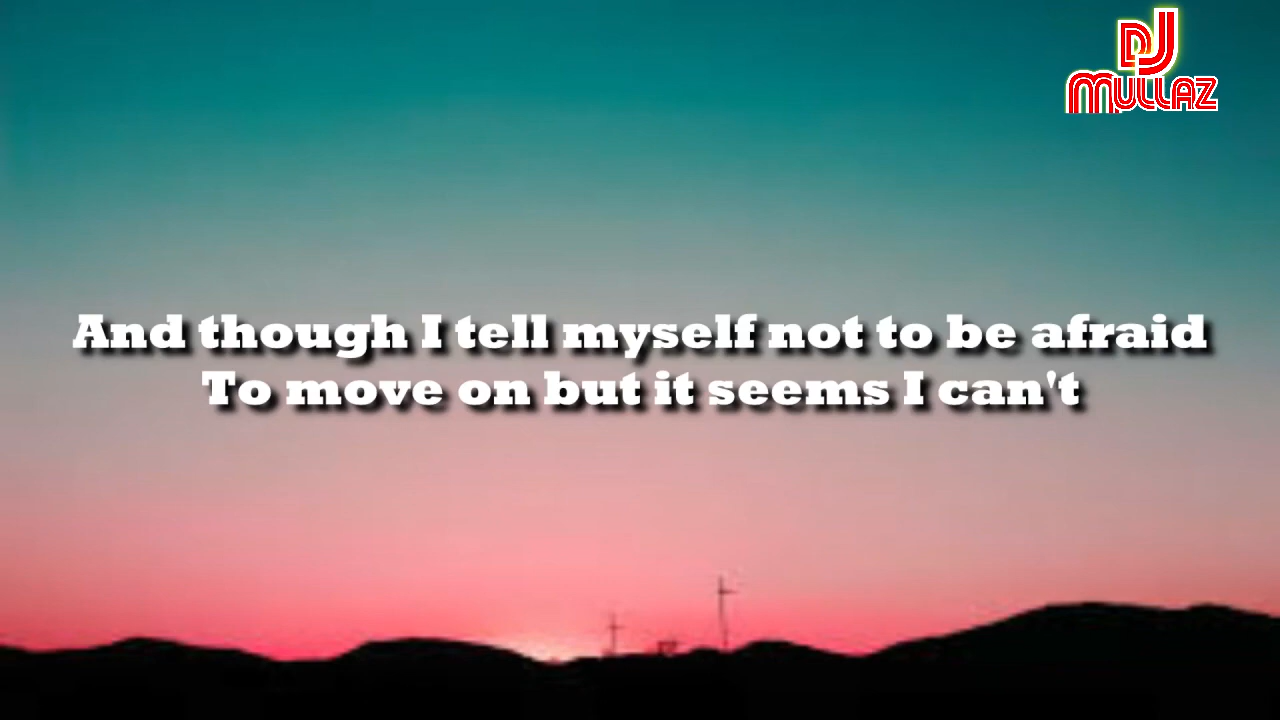 DJ
MULLAZ
And though I tell myself not to be afraid
To move on but it seems I can't